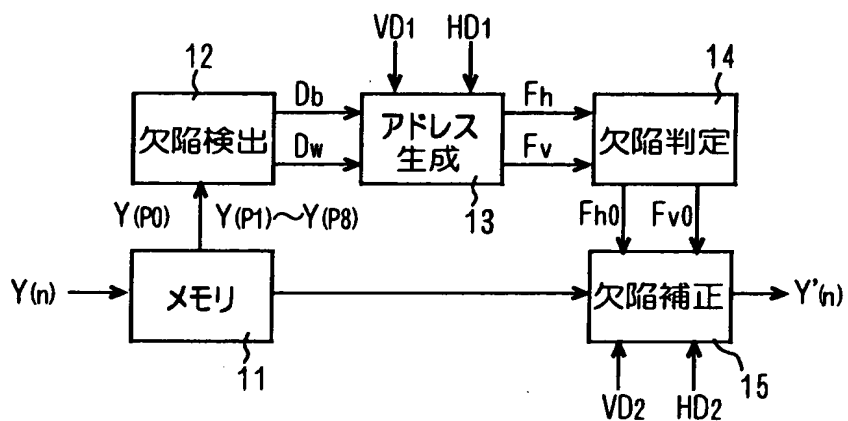 VD1 HD1
12
14
Db
Fh
欠陥検出
アドレス
生成
欠陥判定
Dw
Fv
13
Y(P0) Y(P1)～Y(P8)
Fh0 Fv0
Y(n)
メモリ
欠陥補正
Y'(n)
11
15
VD2 HD2